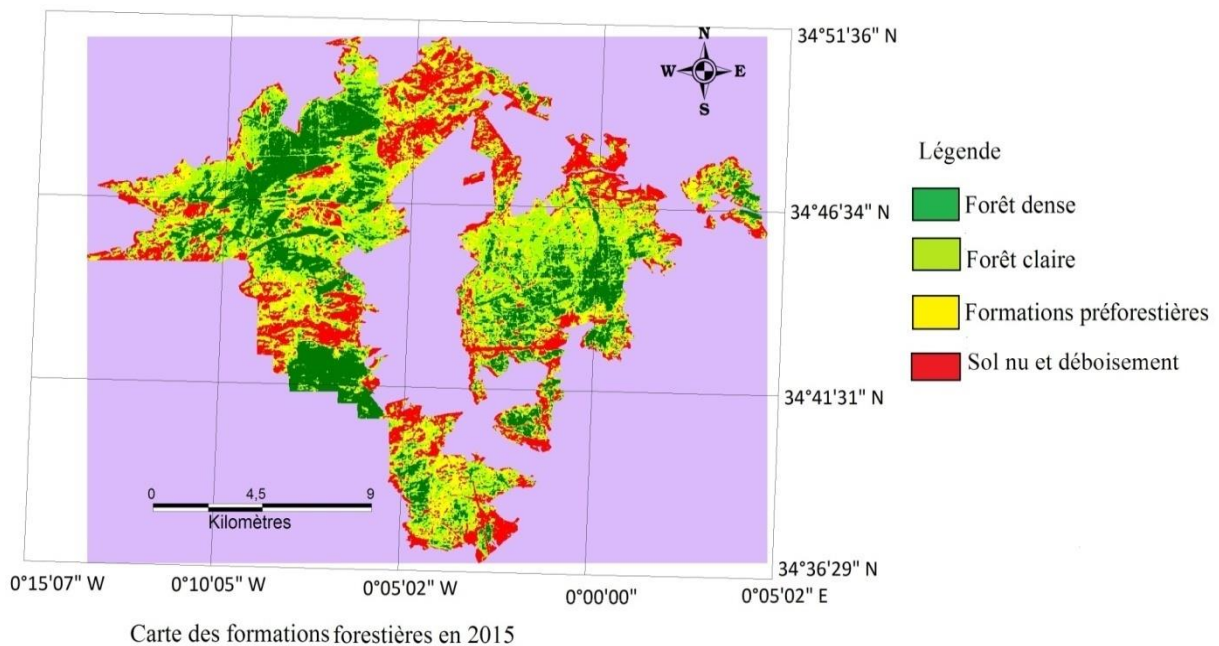 34°51'36" N
N
W E
S
Légende
34°46'34" N
Forêt dense
Forêt claire
Formations préforestières
Sol nu et déboisement
34°41'31" N
0 4,5 9
Kilomètres
34°36'29" N
0°15'07" W 0°10'05" W 0°05'02" W 0°00'00" 0°05'02" E
Carte des formations forestières en 2015